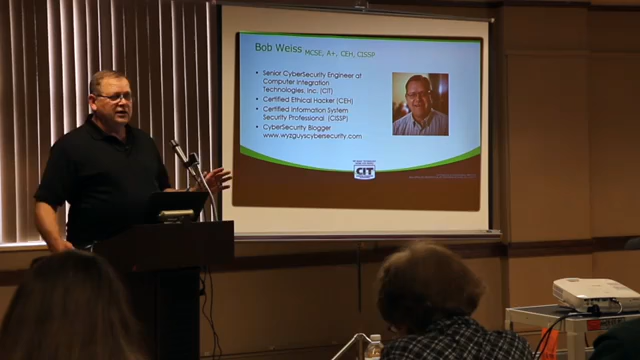 Bob Weiss MCSE, A+, CEH, CISSP
• Senior CyberSecurity Engineer at
Computer Integration
Technologies, Inc. (CIT)
• Certified Ethical Hacker (CEH)
• Certified Information System
Security Professional (CISSP)
• CyberSecurity Blogger
www.wyzguyscybersecurity.com
CIT